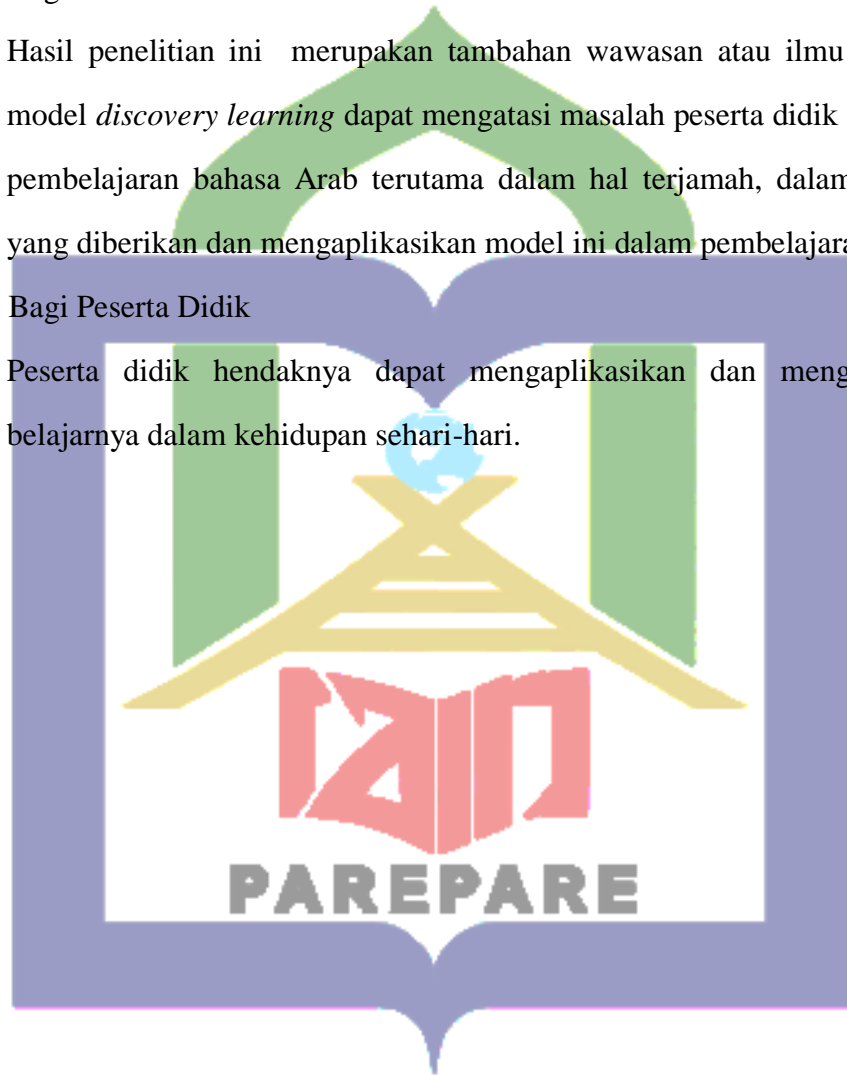 Hasil penelitian ini merupakan tambahan wawasan atau ilmu
model discovery learning dapat mengatasi masalah peserta didik
pembelajaran bahasa Arab terutama dalam hal terjamah, dalam
yang diberikan dan mengaplikasikan model ini dalam
Bagi Peserta Didik
Peserta didik hendaknya dapat mengaplikasikan dan
belajarnya dalam kehidupan sehari-hari.
iain
PAREPARE